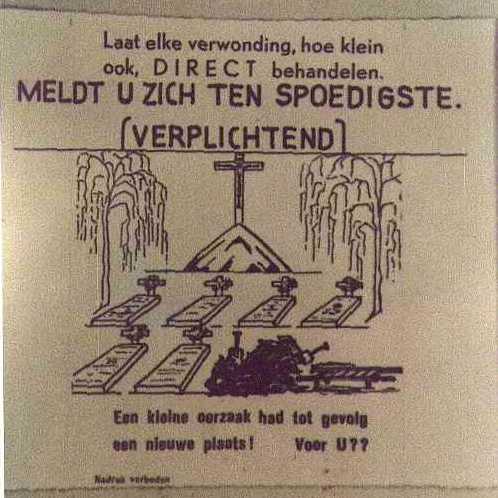 Laat elke verwonding, hoe klein
ook, DIRECT behandelen.
MELDT U ZICH TEN SPOEDIGSTE.
(VERPLICHTEND)
Een kleine oorzaak had tot gevolg
een nieuwe plaats! Voor U??
Nadruk verboden